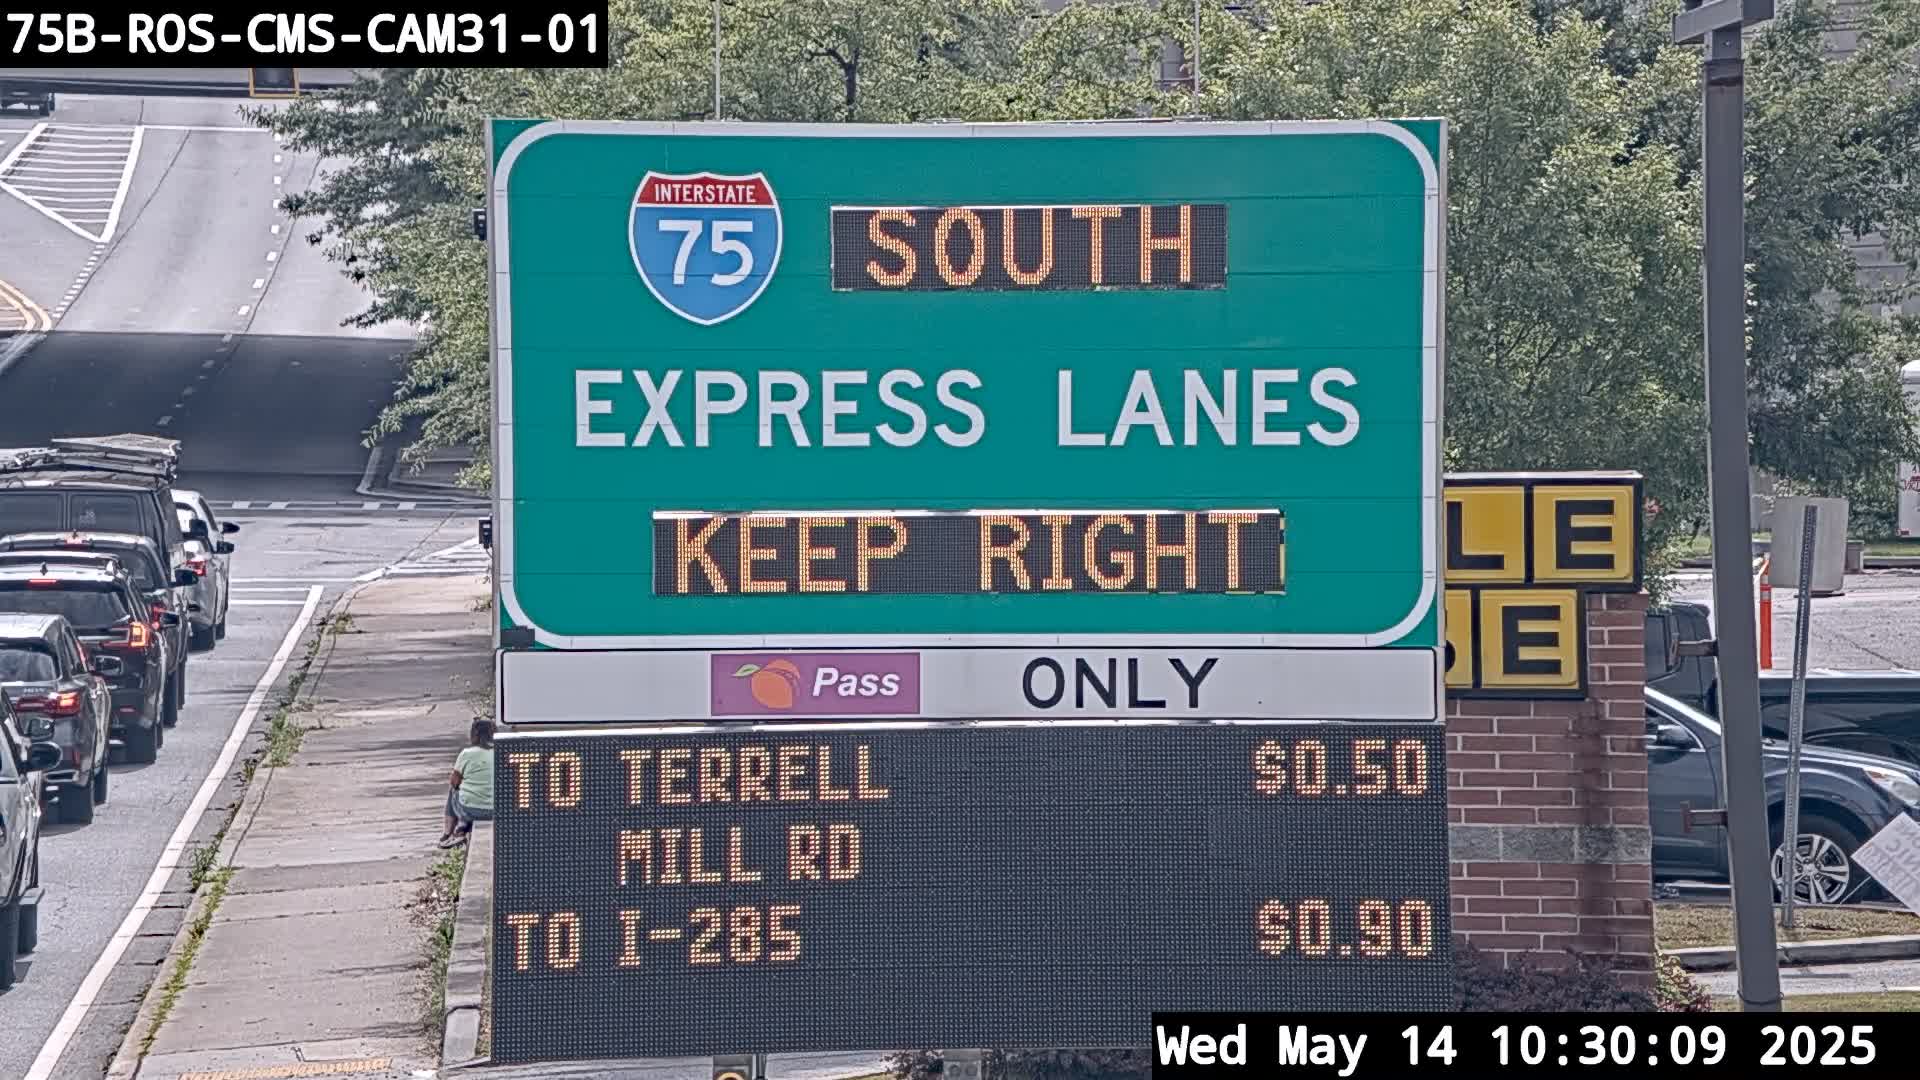 75B-ROS-CMS-CAM31-01
INTERSTATE
75
SOUTH
EXPRESS LANES
KEEP RIGHT
Pass ONLY
TO TERRELL $0.50
MILL RD
TO I-285 $0.90
LE
E
Wed May 14 10:30:09 2025